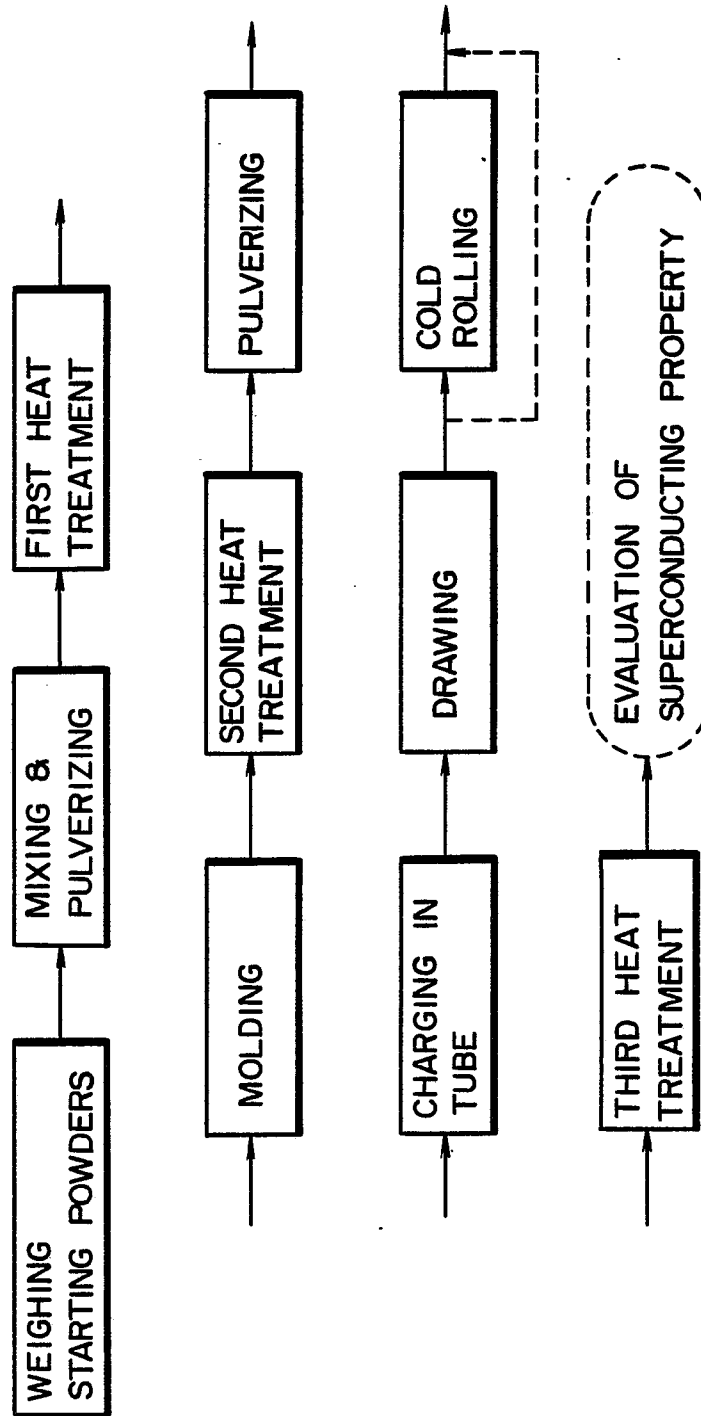 WEIGHING
STARTING POWDERS
MIXING &
PULVERIZING
FIRST HEAT
TREATMENT
MOLDING
SECOND HEAT
TREATMENT
PULVERIZING
CHARGING IN
TUBE
DRAWING
COLD
ROLLING
THIRD HEAT
TREATMENT
EVALUATION OF
SUPERCONDUCTING PROPERTY